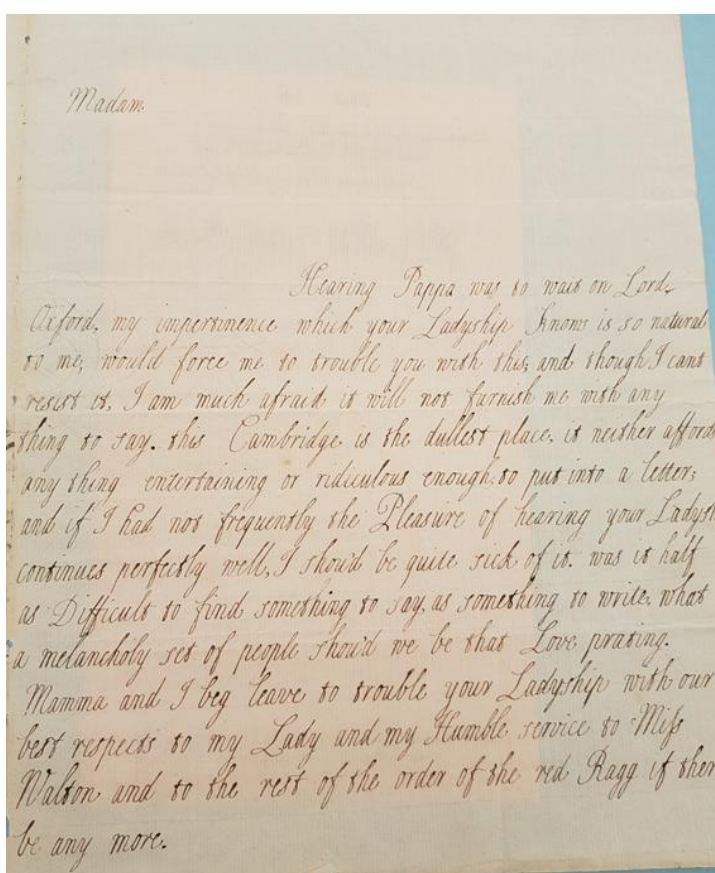 Madam.
Hearing Pappa was to wait on Lord
Oxford, my impertinence which your Ladyship knows is so natural
to me, would force me to trouble you with this, and though I cant
resist it, I am much afraid it will not furnish me with any
thing to say. this Cambridge is the dullest place, it neither affords
any thing entertaining or ridiculous enough to put into a letter;
and if I had not frequently the Pleasure of hearing your Ladysh
continues perfectly well, I shou'd be quite sick of it. was it half
as Difficult to find something to say, as something to write, what
a melancholy set of people shou'd we be that Love prating.
Mamma and I beg leave to trouble your Ladyship with our
best respects to my Lady and my Humble service to Miss
Walton and to the rest of the order of the red Ragg if ther
be any more.